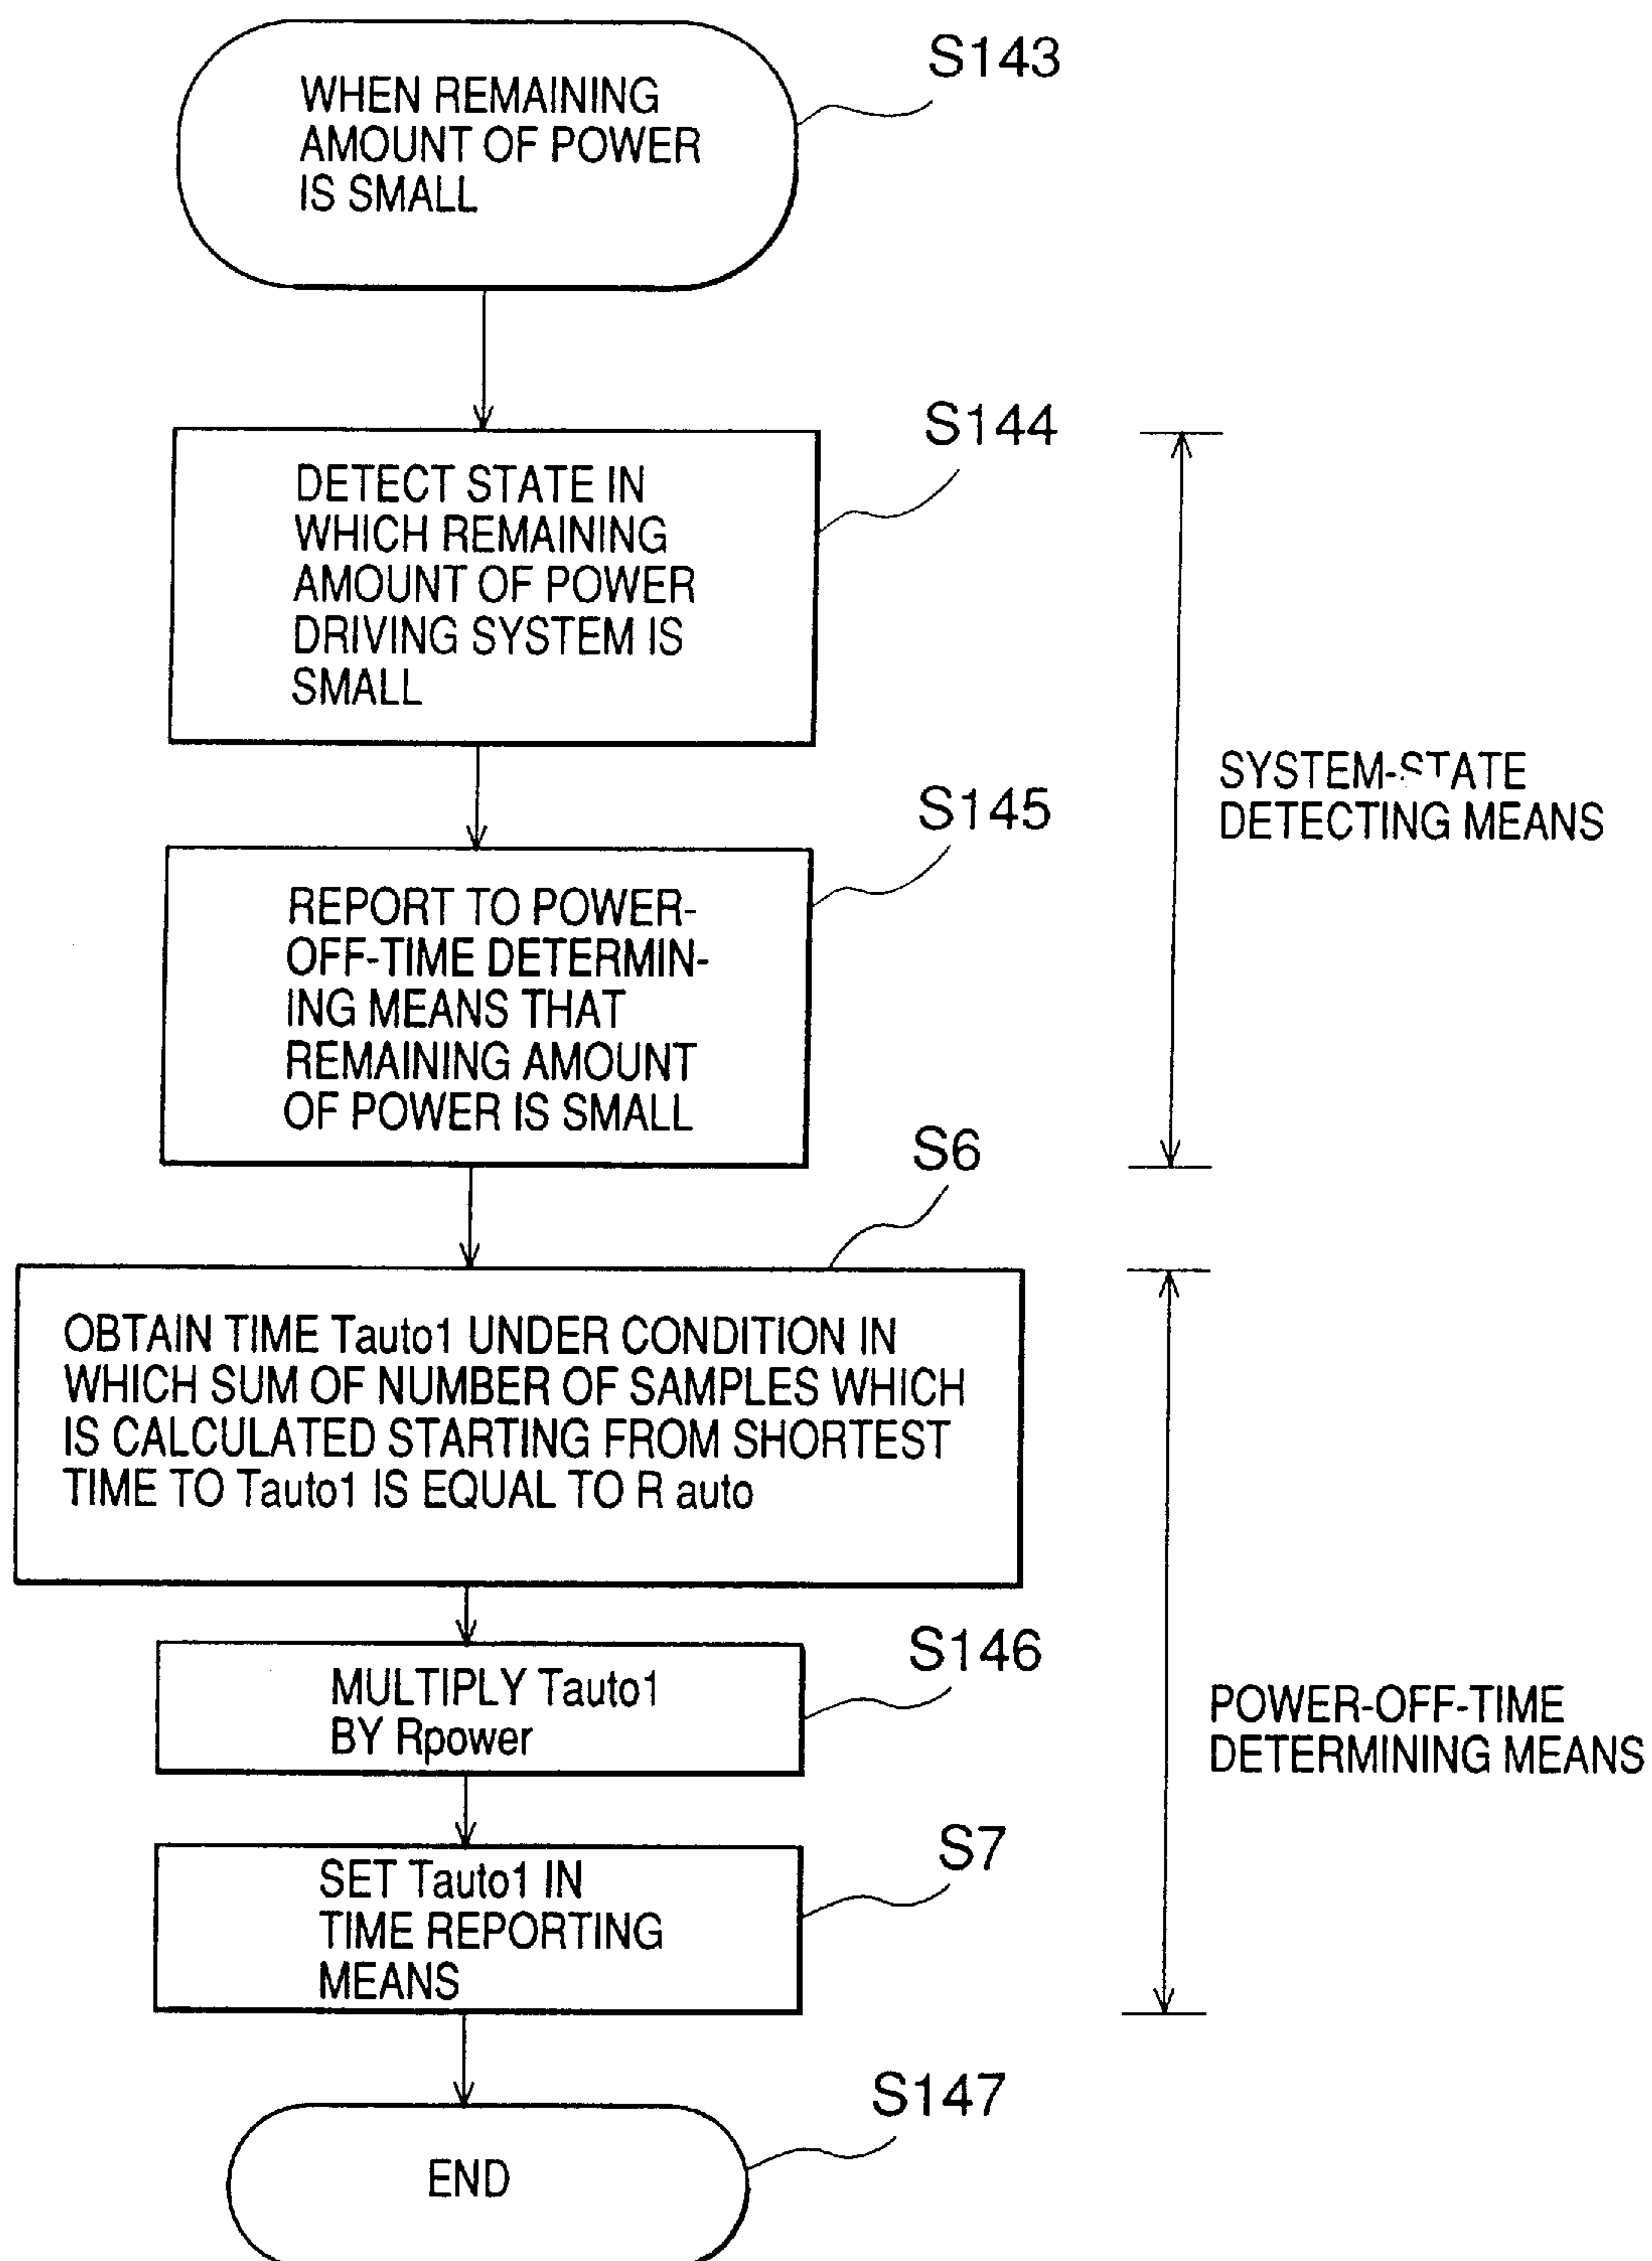 S143
WHEN REMAINING
AMOUNT OF POWER
IS SMALL
S144
DETECT STATE IN
WHICH REMAINING
AMOUNT OF POWER
DRIVING SYSTEM IS
SMALL
SYSTEM-STATE
DETECTING MEANS
S145
REPORT TO POWER-
OFF-TIME DETERMIN-
ING MEANS THAT
REMAINING AMOUNT
OF POWER IS SMALL
S6
OBTAIN TIME Tauto1 UNDER CONDITION IN
WHICH SUM OF NUMBER OF SAMPLES WHICH
IS CALCULATED STARTING FROM SHORTEST
TIME TO Tauto1 IS EQUAL TO R auto
S146
MULTIPLY Tauto1
BY Rpower
POWER-OFF-TIME
DETERMINING MEANS
S7
SET Tauto1 IN
TIME REPORTING
MEANS
S147
END